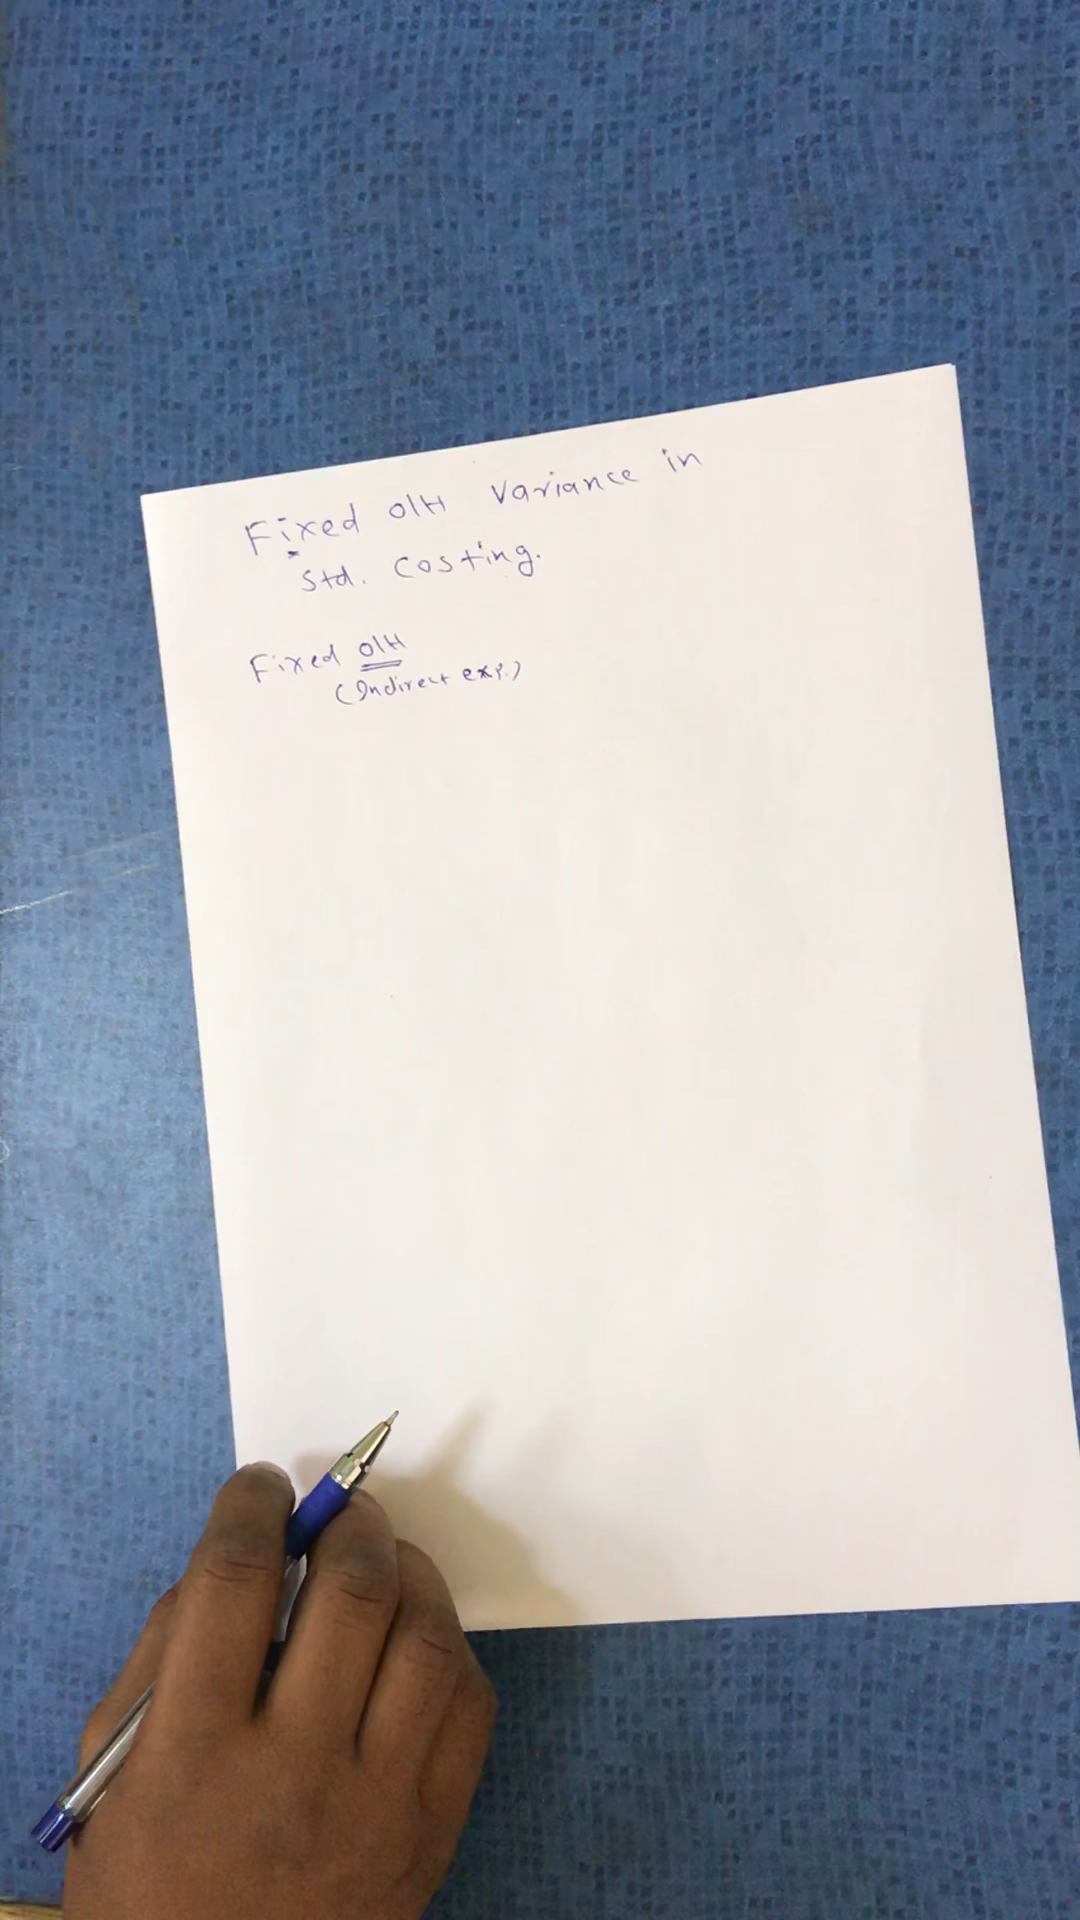 Fixed O/H Variance in
Std. Costing.
Fixed O/H
(Indirect exp.)